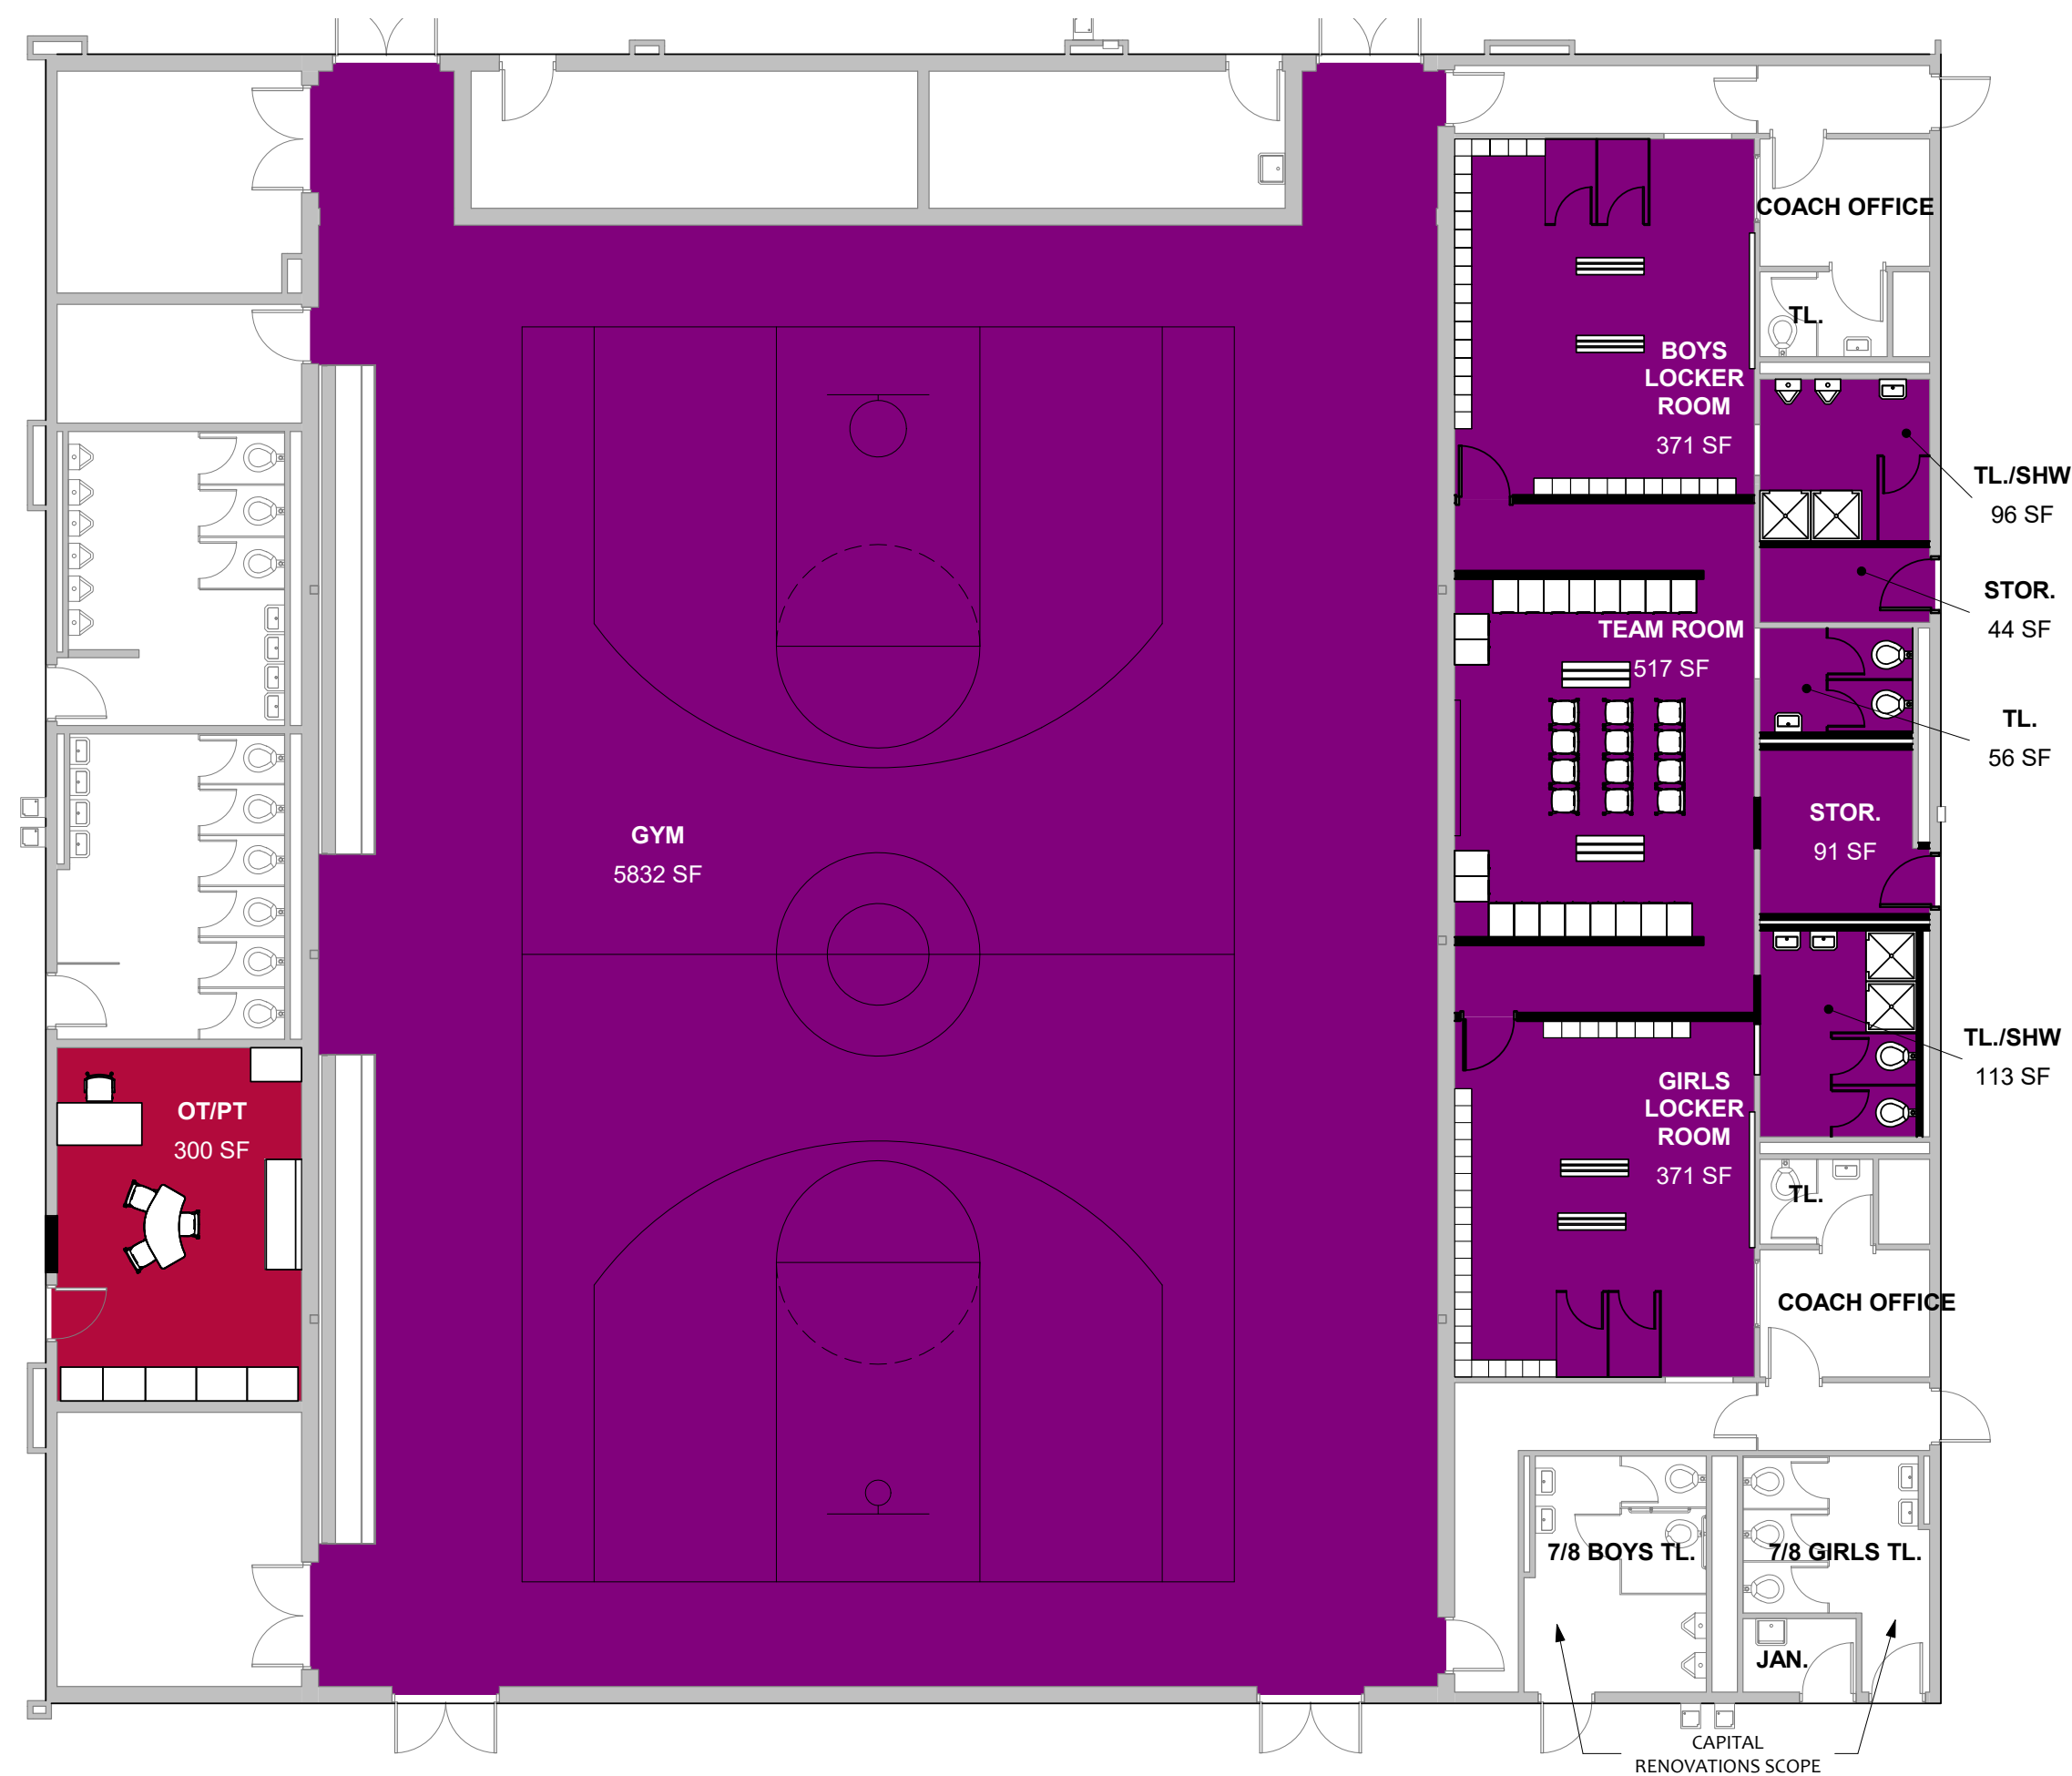 COACH OFFICE
TL.
BOYS
LOCKER
ROOM
371 SF
TL./SHW
96 SF
STOR.
44 SF
TEAM ROOM
517 SF
TL.
56 SF
STOR.
91 SF
GYM
5832 SF
TL./SHW
113 SF
GIRLS
LOCKER
ROOM
371 SF
OT/PT
300 SF
TL.
COACH OFFICE
7/8 BOYS TL.
7/8 GIRLS TL.
JAN.
CAPITAL
RENOVATIONS SCOPE